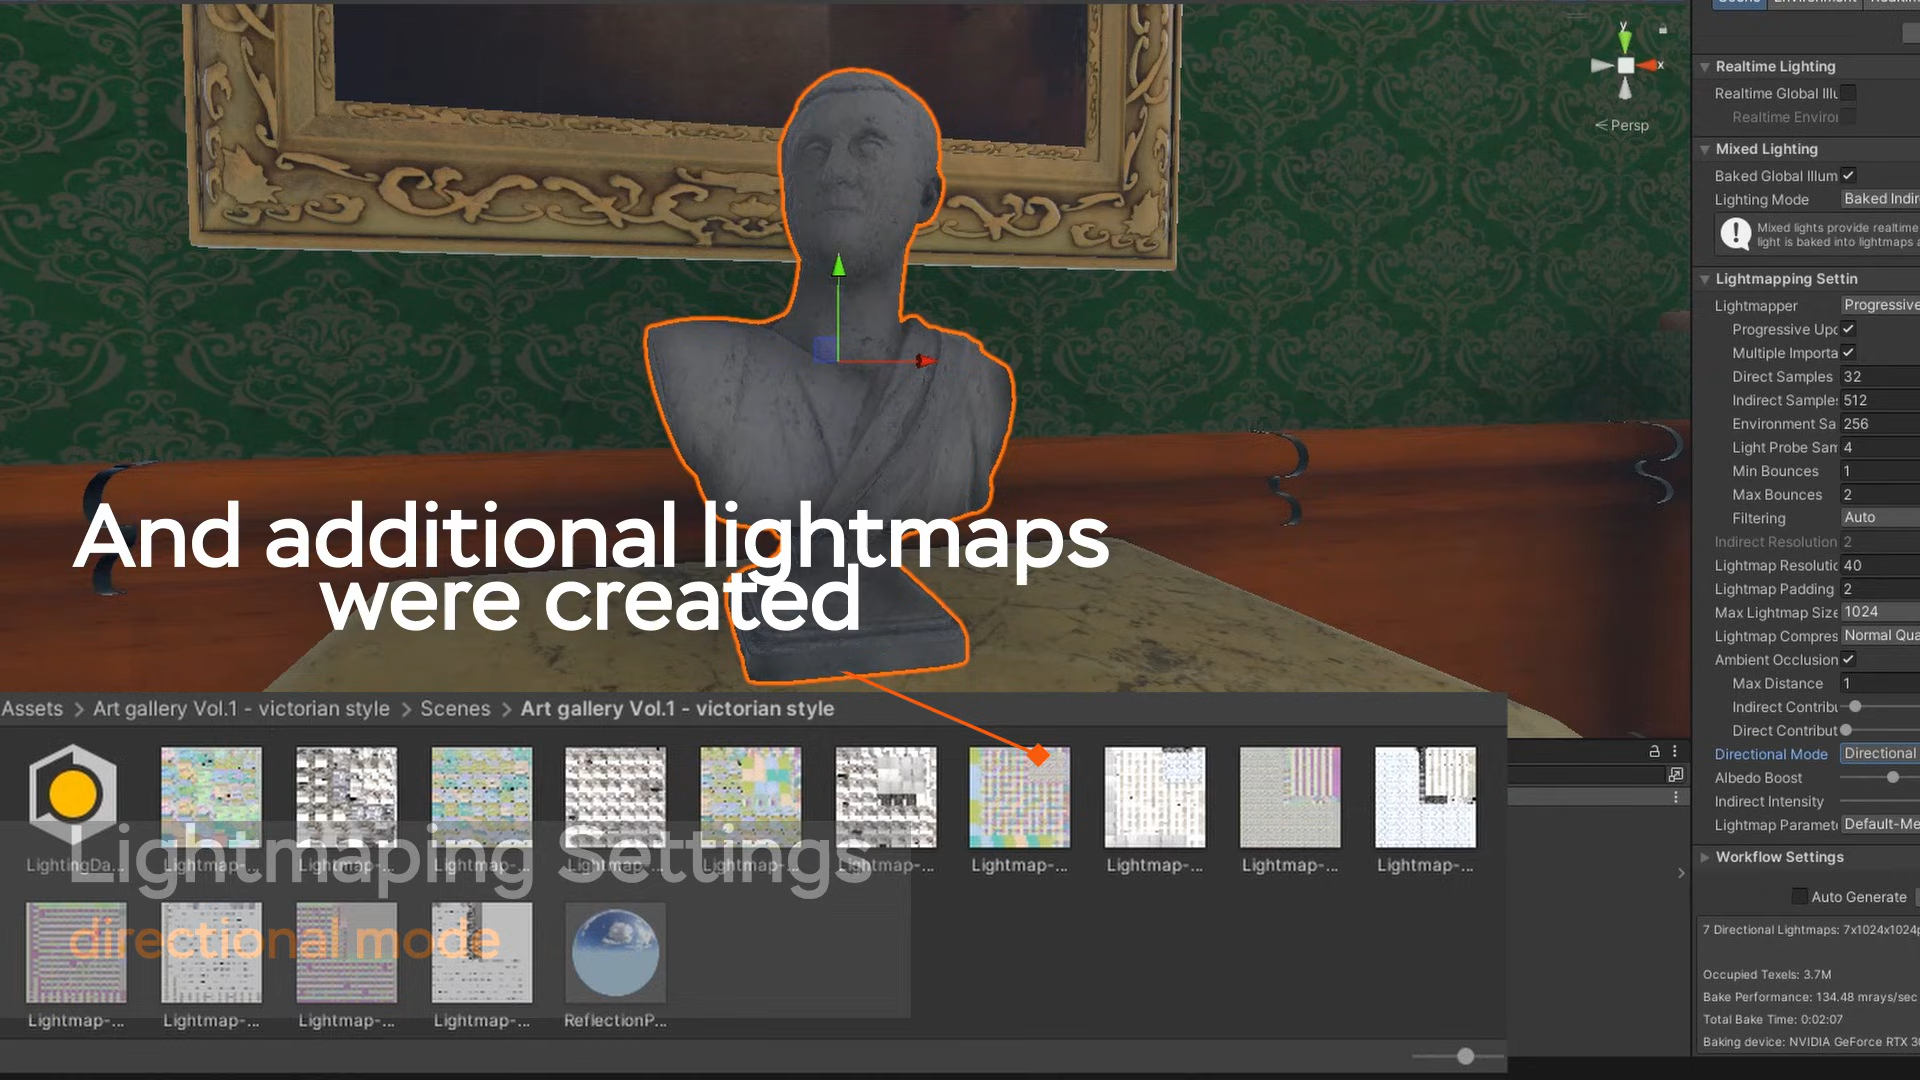 Realtime Lighting
Realtime Global Illu
Realtime Enviro
Mixed Lighting
Baked Global Illum
Lighting Mode Baked Indir
Mixed lights provide realtime
light is baked into lightmaps a
Lightmapping Settin
Lightmapper Progressive
Progressive Upd
Multiple Importa
Direct Samples 32
Indirect Sample 512
Environment Sa 256
Light Probe Sam 4
Min Bounces 1
Max Bounces 2
Filtering Auto
Indirect Resolution 2
Lightmap Resolutic 40
Lightmap Padding 2
Max Lightmap Size 1024
Lightmap Compres Normal Qua
Ambient Occlusion
Max Distance 1
Indirect Contribu
Direct Contribut
Directional Mode Directional
Albedo Boost
Indirect Intensity
Lightmap Paramet Default-Me
Workflow Settings
Auto Generate
7 Directional Lightmaps: 7x1024x1024p
Occupied Texels: 3.7M
Bake Performance: 134.48 mrays/sec
Total Bake Time: 0:02:07
Baking device: NVIDIA GeForce RTX 30
y
x
Persp
And additional lightmaps
were created
Assets > Art gallery Vol.1 - victorian style > Scenes > Art gallery Vol.1 - victorian style
LightingDa... Lightmap-... Lightmap-... Lightmap-... Lightmap-... Lightmap-... Lightmap-... Lightmap-... Lightmap-... Lightmap-... Lightmap-...
Lightmaping Settings
directional mode
Lightmap-... Lightmap-... Lightmap-... Lightmap-... ReflectionP...